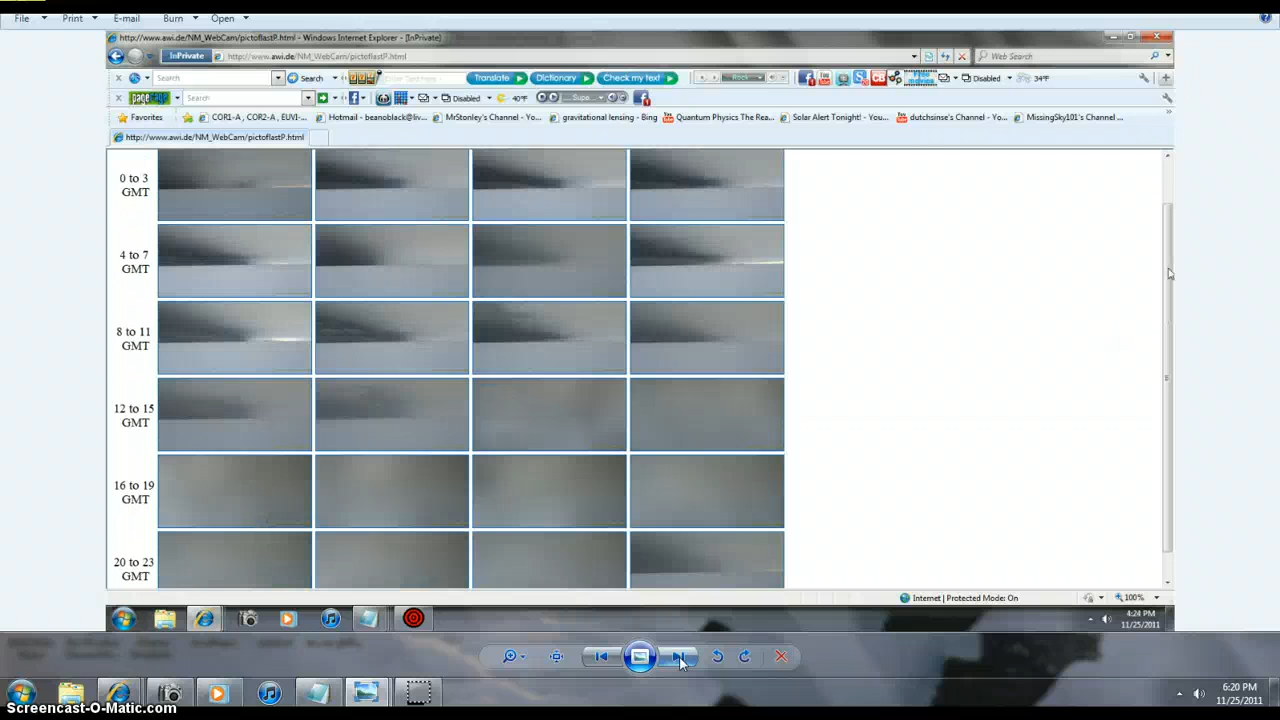 File Print E-mail Burn Open
http://www.awi.de/NM_WebCam/pictoflastP.html - Windows Internet Explorer - [InPrivate]
InPrivate http://www.awi.de/NM_WebCam/pictoflastP.html Web Search
Search Search Translate Dictionary Check my text Rock Free movies Disabled 34°F
page Search Disabled 40°F Supe...
Favorites COR1-A , COR2-A , EUVI-... Hotmail - beanoblack@liv... MrStonley's Channel - Yo... gravitational lensing - Bing Quantum Physics The Rea... Solar Alert Tonight! - You... dutchsinse's Channel - Yo... MissingSky101's Channel ...
http://www.awi.de/NM_WebCam/pictoflastP.html
0 to 3
GMT
4 to 7
GMT
8 to 11
GMT
12 to 15
GMT
16 to 19
GMT
20 to 23
GMT
Internet | Protected Mode: On 100%
4:24 PM
11/25/2011
6:20 PM
11/25/2011
Screencast-O-Matic.com